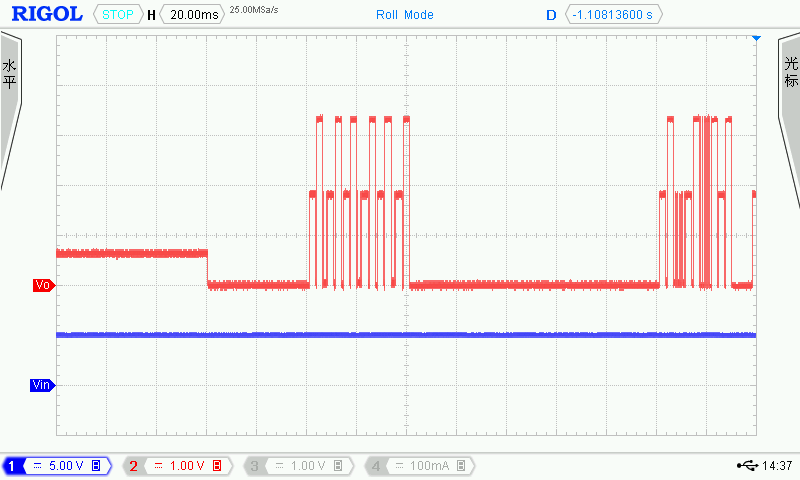 RIGOL STOP H 20.00ms 25.00MSa/s Roll Mode D -1.10813600 s
水平
光标
Vo
Vin
1 5.00 V 2 1.00 V 3 1.00 V 4 100mA 14:37